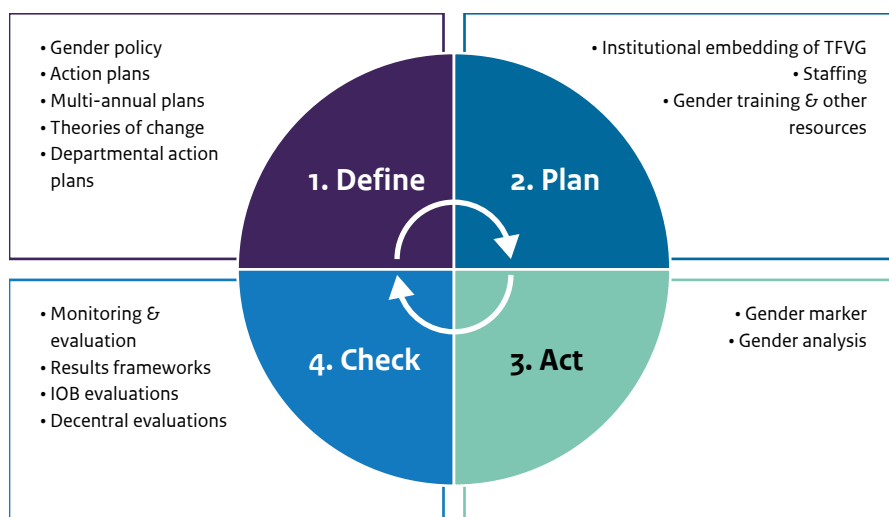 • Gender policy
• Action plans
• Multi-annual plans
• Theories of change
• Departmental action
plans
• Institutional embedding of TFVG
• Staffing
• Gender training & other
resources
1. Define
2. Plan
• Monitoring &
evaluation
• Results frameworks
• IOB evaluations
• Decentral evaluations
4. Check
3. Act
• Gender marker
• Gender analysis